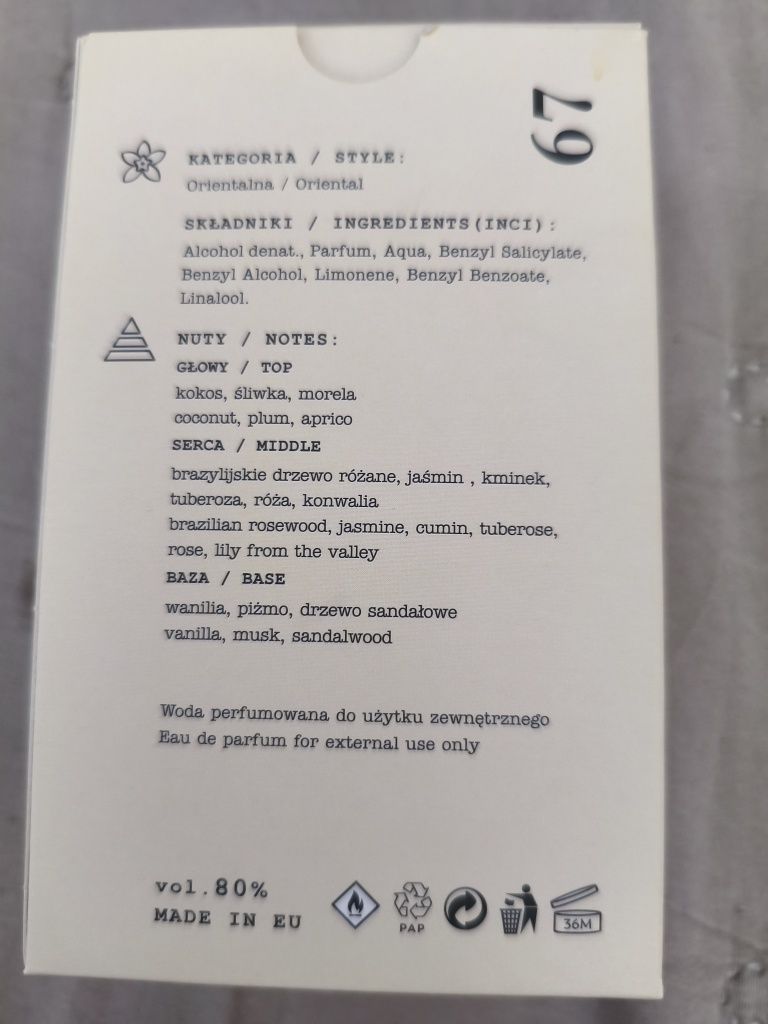 67
KATEGORIA / STYLE:
Orientalna / Oriental
SKŁADNIKI / INGREDIENTS(INCI):
Alcohol denat., Parfum, Aqua, Benzyl Salicylate,
Benzyl Alcohol, Limonene, Benzyl Benzoate,
Linalool.
NUTY / NOTES:
GŁOWY / TOP
kokos, śliwka, morela
coconut, plum, aprico
SERCA / MIDDLE
brazylijskie drzewo różane, jaśmin , kminek,
tuberoza, róża, konwalia
brazilian rosewood, jasmine, cumin, tuberose,
rose, lily from the valley
BAZA / BASE
wanilia, piżmo, drzewo sandałowe
vanilla, musk, sandalwood
Woda perfumowana do użytku zewnętrznego
Eau de parfum for external use only
vol.80%
MADE IN EU
PAP
36M